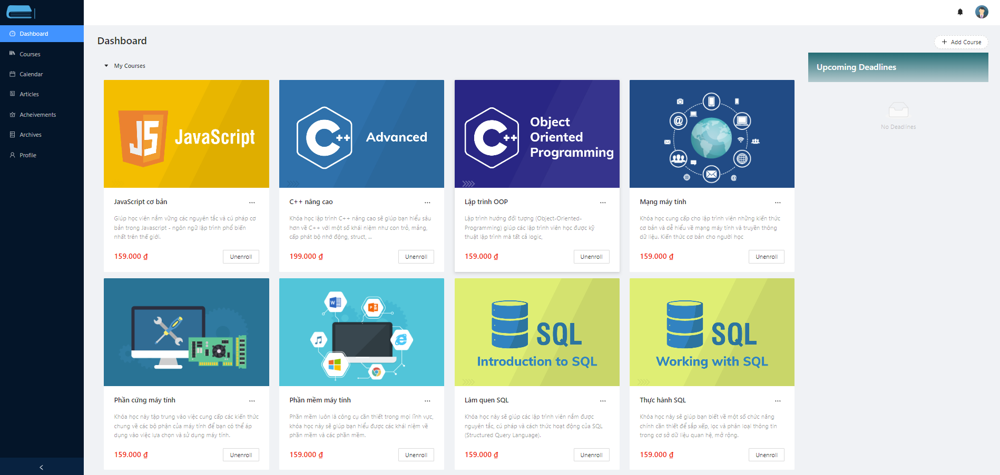 Dashboard
Courses
Calendar
Articles
Acheivements
Archives
Profile
Dashboard
+ Add Course
My Courses
Upcoming Deadlines
No Deadlines
JS JavaScript
JavaScript cơ bản
Giúp học viên nắm vững các nguyên tắc và cú pháp cơ
bản trong Javascript - ngôn ngữ lập trình phổ biến
nhất trên thế giới.
159.000 ₫
Unenroll
C++ Advanced
C++ nâng cao
Khóa học lập trình C++ nâng cao sẽ giúp bạn hiểu sâu
hơn về C++ với một số khái niệm như con trỏ, mảng,
cấp phát bộ nhớ động, struct, ...
199.000 ₫
Unenroll
C++
Object
Oriented
Programming
Lập trình OOP
Lập trình hướng đối tượng (Object-Oriented-
Programming) giúp các lập trình viên học được kỹ
thuật lập trình mà tất cả logic,
159.000 ₫
Unenroll
Mạng máy tính
Khóa học cung cấp cho lập trình viên những kiến thức
cơ bản và dễ hiểu về mạng máy tính và truyền thông
dữ liệu. Kiến thức cơ bản cho người học
159.000 ₫
Unenroll
Phần cứng máy tính
Khóa học này tập trung vào việc cung cấp các kiến thức
chung về các bộ phận của máy tính để bạn có thể áp
dụng vào việc lựa chọn và sử dụng máy tính.
159.000 ₫
Unenroll
Phần mềm máy tính
Phần mềm luôn là công cụ cần thiết trong mọi lĩnh vực,
khóa học này sẽ giúp bạn hiểu được các khái niệm về
phần mềm và các phần mềm.
159.000 ₫
Unenroll
SQL
Introduction to SQL
Làm quen SQL
Khóa học này sẽ giúp các lập trình viên nắm được
nguyên tắc, cú pháp và cách thức hoạt động của SQL
(Structured Query Language).
159.000 ₫
Unenroll
SQL
Working with SQL
Thực hành SQL
Khóa học này sẽ giúp bạn biết về một số chức năng
chính cần thiết để sắp xếp, lọc và phân loại thông tin
trong cơ sở dữ liệu quan hệ, mở rộng.
159.000 ₫
Unenroll